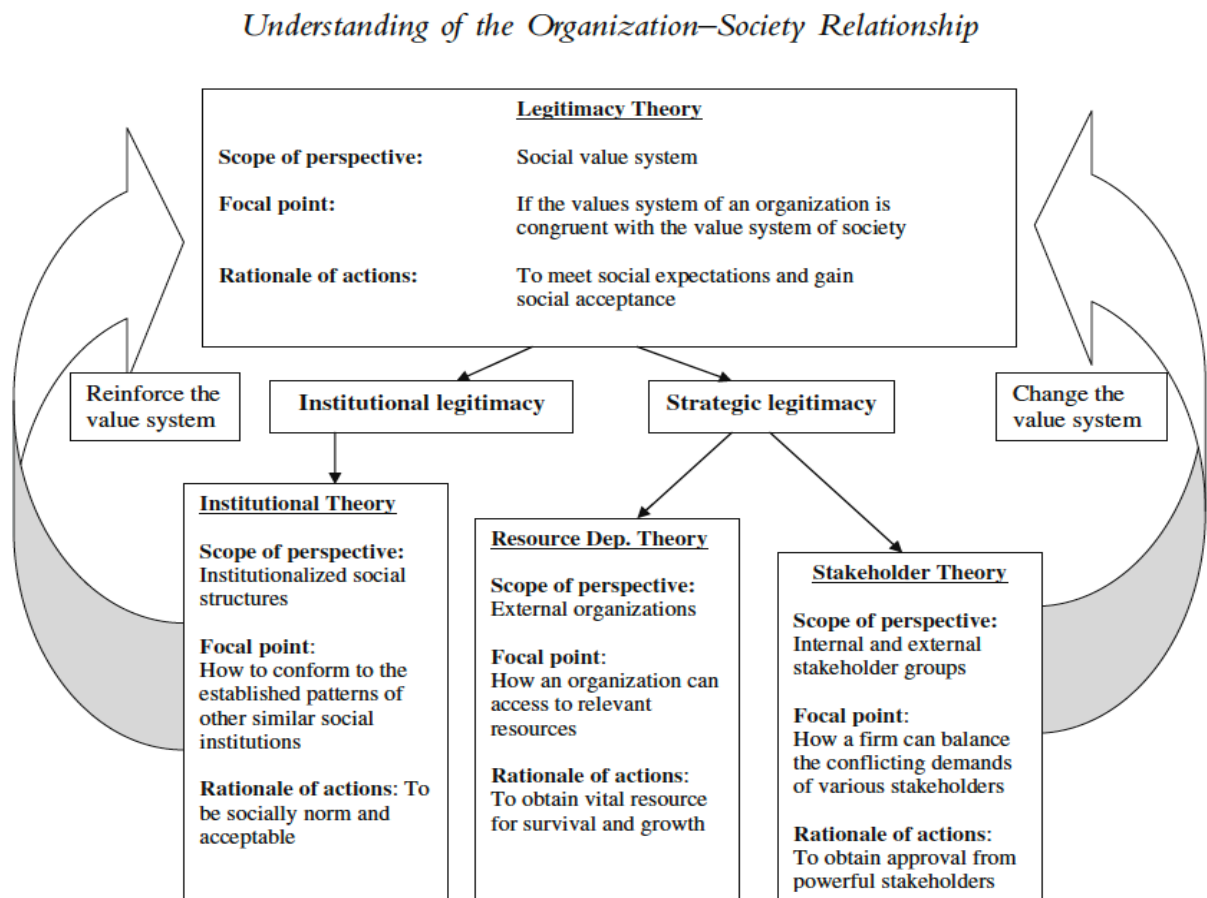 Understanding of the Organization–Society Relationship
Legitimacy Theory
Scope of perspective: Social value system
Focal point: If the values system of an organization is
congruent with the value system of society
Rationale of actions: To meet social expectations and gain
social acceptance
Reinforce the
value system
Institutional legitimacy
Strategic legitimacy
Change the
value system
Institutional Theory
Scope of perspective:
Institutionalized social
structures
Focal point:
How to conform to the
established patterns of
other similar social
institutions
Rationale of actions: To
be socially norm and
acceptable
Resource Dep. Theory
Scope of perspective:
External organizations
Focal point:
How an organization can
access to relevant
resources
Rationale of actions:
To obtain vital resource
for survival and growth
Stakeholder Theory
Scope of perspective:
Internal and external
stakeholder groups
Focal point:
How a firm can balance
the conflicting demands
of various stakeholders
Rationale of actions:
To obtain approval from
powerful stakeholders